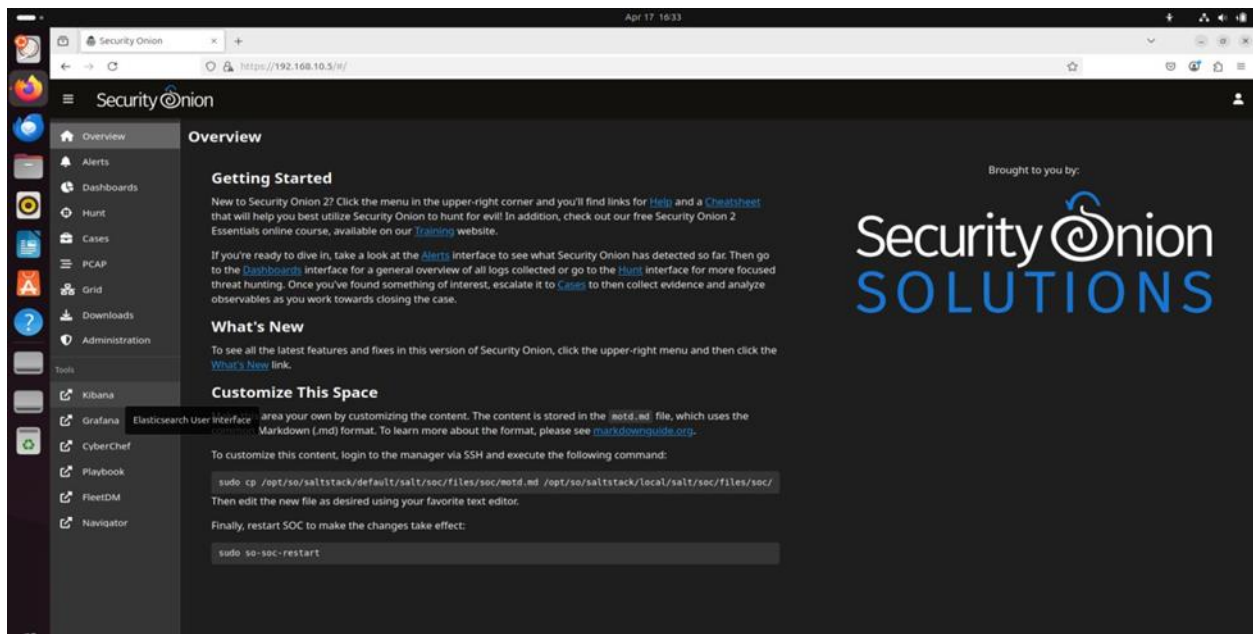 Apr 17 16:33
Security Onion
https://192.168.10.5/#/
Security Onion
Overview
Alerts
Dashboards
Hunt
Cases
PCAP
Grid
Downloads
Administration
Tools
Kibana
Grafana
Elasticsearch User Interface
CyberChef
Playbook
FleetDM
Navigator
Overview
Getting Started
New to Security Onion 2? Click the menu in the upper-right corner and you'll find links for Help and a Cheatsheet
that will help you best utilize Security Onion to hunt for evil! In addition, check out our free Security Onion 2
Essentials online course, available on our Training website.
If you're ready to dive in, take a look at the Alerts interface to see what Security Onion has detected so far. Then go
to the Dashboards interface for a general overview of all logs collected or go to the Hunt interface for more focused
threat hunting. Once you've found something of interest, escalate it to Cases to then collect evidence and analyze
observables as you work towards closing the case.
What's New
To see all the latest features and fixes in this version of Security Onion, click the upper-right menu and then click the
What's New link.
Customize This Space
area your own by customizing the content. The content is stored in the motd.md file, which uses the
Markdown (.md) format. To learn more about the format, please see markdownguide.org.
To customize this content, login to the manager via SSH and execute the following command:
sudo cp /opt/so/saltstack/default/salt/soc/files/soc/motd.md /opt/so/saltstack/local/salt/soc/files/soc/
Then edit the new file as desired using your favorite text editor.
Finally, restart SOC to make the changes take effect:
sudo so-soc-restart
Brought to you by:
Security Onion
SOLUTIONS